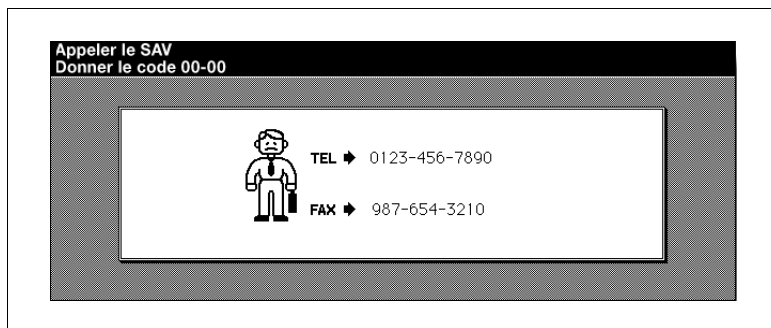 Appeler le SAV
Donner le code 00-00
TEL 🡆 0123-456-7890
FAX 🡆 987-654-3210